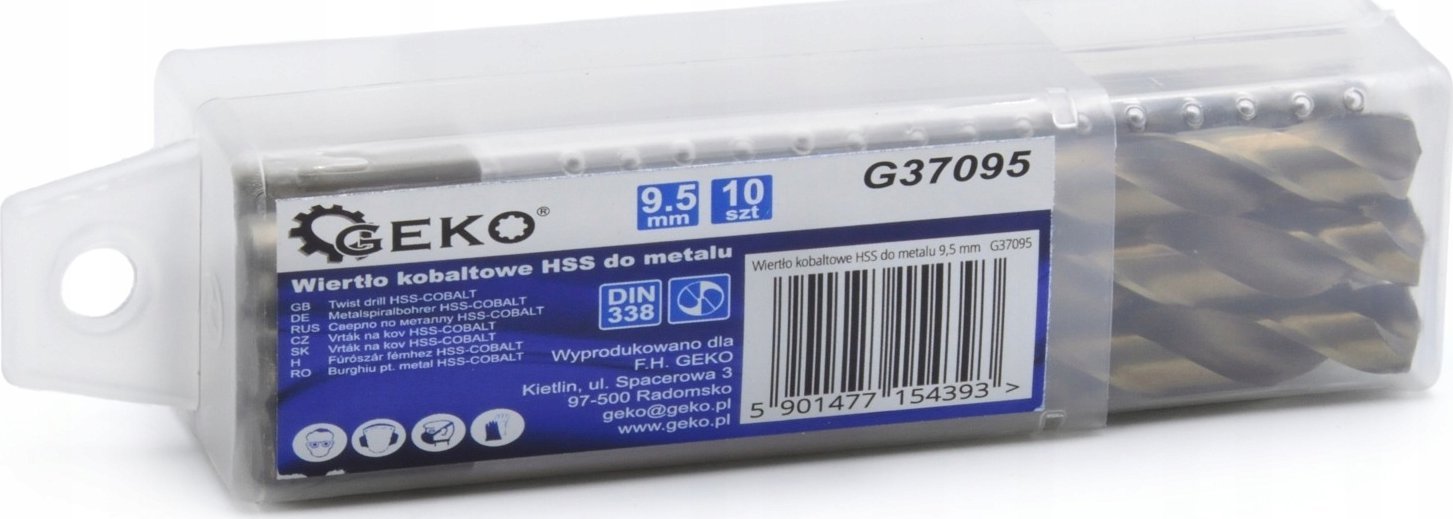 GEKO®
9.5 mm
10 szt
G37095
Wiertło kobaltowe HSS do metalu
GB Twist drill HSS-COBALT
DE Metalspiralbohrer HSS-COBALT
RUS Сверло по металлу HSS-COBALT
CZ Vrták na kov HSS-COBALT
SK Vrták na kov HSS-COBALT
H Fúrószár fémhez HSS-COBALT
RO Burghiu pt. metal HSS-COBALT
DIN
338
Wyprodukowano dla
F.H. GEKO
Kietlin, ul. Spacerowa 3
97-500 Radomsko
geko@geko.pl
www.geko.pl
Wiertło kobaltowe HSS do metalu 9,5 mm G37095
5 901477 154393 >